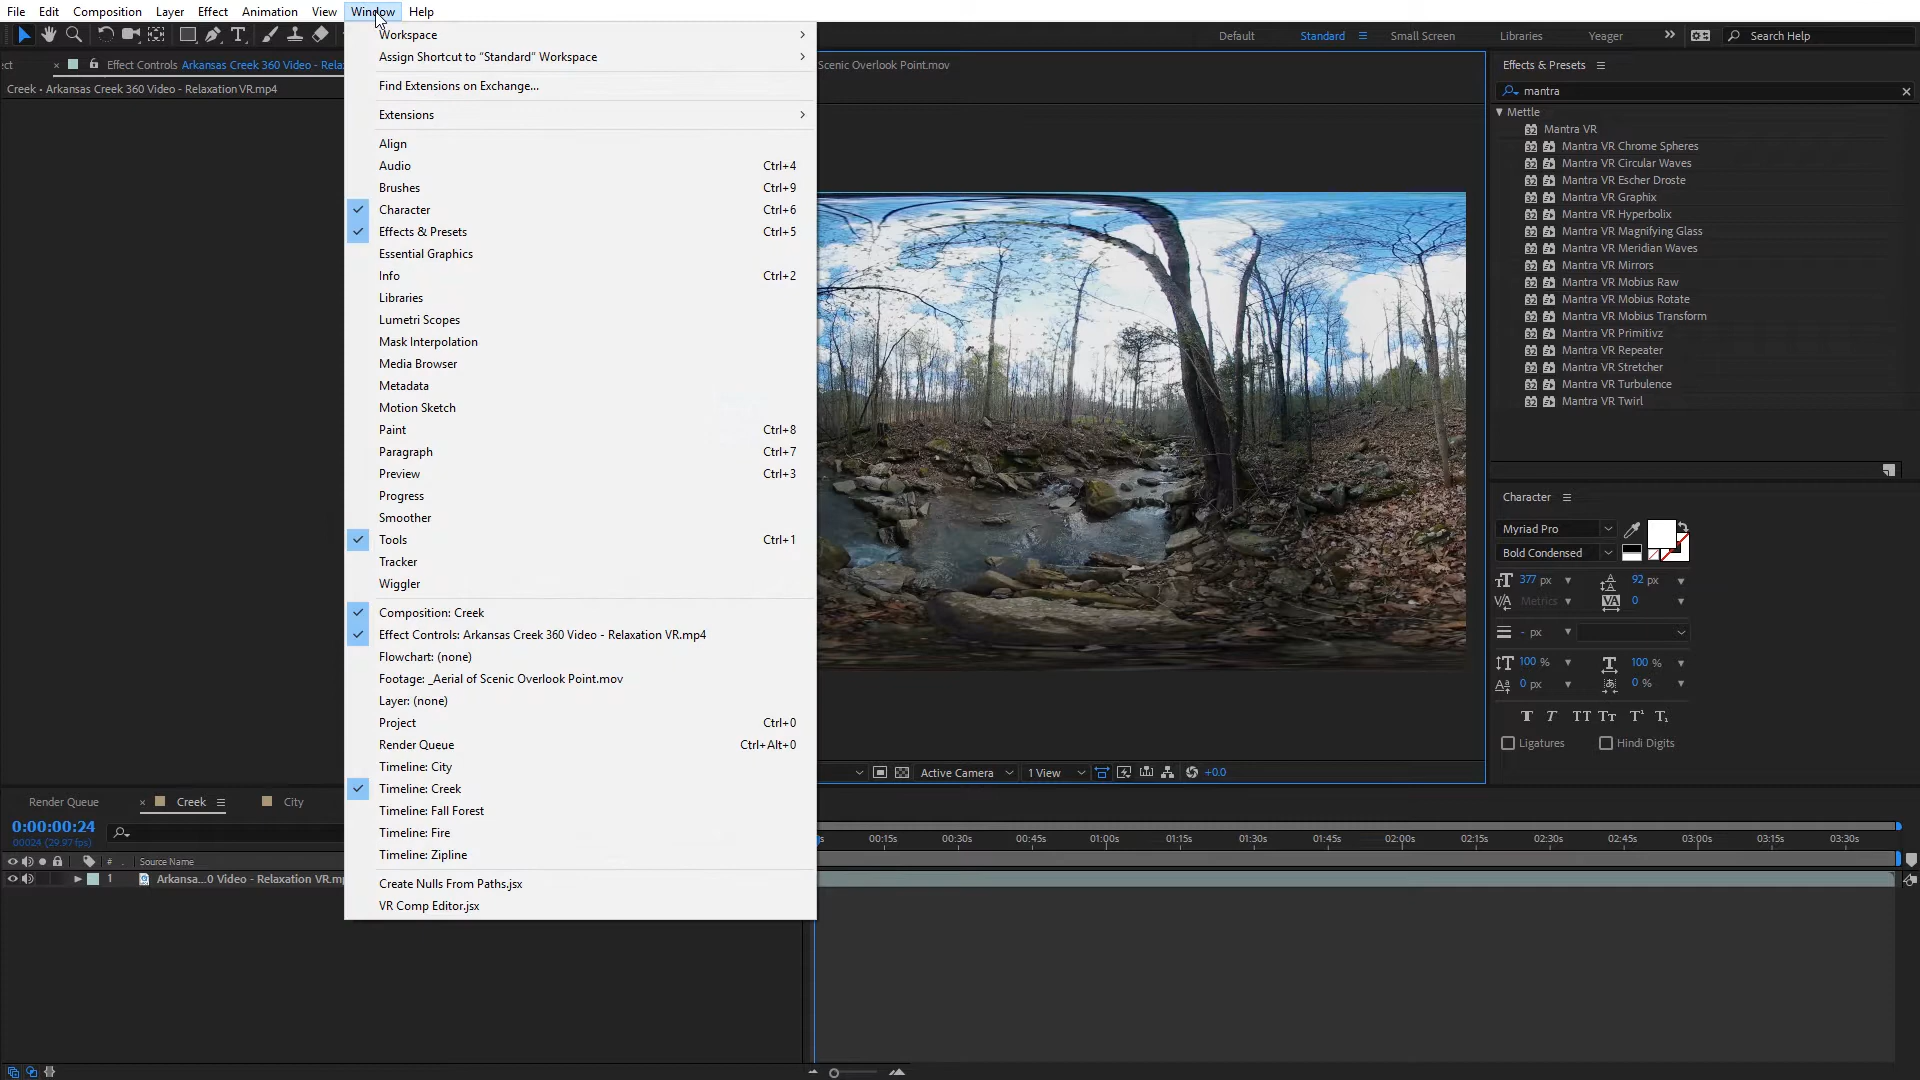 File Edit Composition Layer Effect Animation View Window Help
Default Standard Small Screen Libraries Yeager Search Help
Effect Controls Arkansas Creek 360 Video - Rela
Creek • Arkansas Creek 360 Video - Relaxation VR.mp4
Workspace
Assign Shortcut to "Standard" Workspace
Find Extensions on Exchange...
Extensions
Align
Audio Ctrl+4
Brushes Ctrl+9
Character Ctrl+6
Effects & Presets Ctrl+5
Essential Graphics
Info Ctrl+2
Libraries
Lumetri Scopes
Mask Interpolation
Media Browser
Metadata
Motion Sketch
Paint Ctrl+8
Paragraph Ctrl+7
Preview Ctrl+3
Progress
Smoother
Tools Ctrl+1
Tracker
Wiggler
Composition: Creek
Effect Controls: Arkansas Creek 360 Video - Relaxation VR.mp4
Flowchart: (none)
Footage: _Aerial of Scenic Overlook Point.mov
Layer: (none)
Project Ctrl+0
Render Queue Ctrl+Alt+0
Timeline: City
Timeline: Creek
Timeline: Fall Forest
Timeline: Fire
Timeline: Zipline
Create Nulls From Paths.jsx
VR Comp Editor.jsx
Scenic Overlook Point.mov
Active Camera 1 View +0.0
Effects & Presets
mantra
Mettle
Mantra VR
Mantra VR Chrome Spheres
Mantra VR Circular Waves
Mantra VR Escher Droste
Mantra VR Graphix
Mantra VR Hyperbolix
Mantra VR Magnifying Glass
Mantra VR Meridian Waves
Mantra VR Mirrors
Mantra VR Mobius Raw
Mantra VR Mobius Rotate
Mantra VR Mobius Transform
Mantra VR Primitivz
Mantra VR Repeater
Mantra VR Stretcher
Mantra VR Turbulence
Mantra VR Twirl
Character
Myriad Pro
Bold Condensed
377 px 92 px
Metrics 0
- px
100 % 100 %
0 px 0 %
Ligatures Hindi Digits
Render Queue Creek City
0:00:00:24
00024 (29.97 fps)
# Source Name
1 Arkansa...0 Video - Relaxation VR.mp
00:15s 00:30s 00:45s 01:00s 01:15s 01:30s 01:45s 02:00s 02:15s 02:30s 02:45s 03:00s 03:15s 03:30s